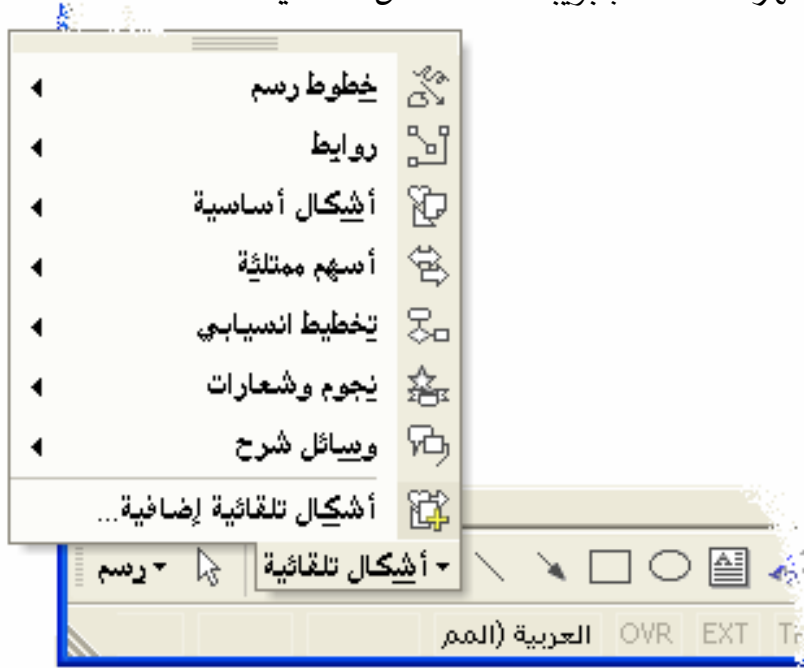 خطوط رسم
روابط
أشكال أساسية
أسهم ممتلئة
تخطيط انسيابي
نجوم وشعارات
وسائل شرح
أشكال تلقائية إضافية...
رسم أشكال تلقائية
العربية (المم OVR EXT